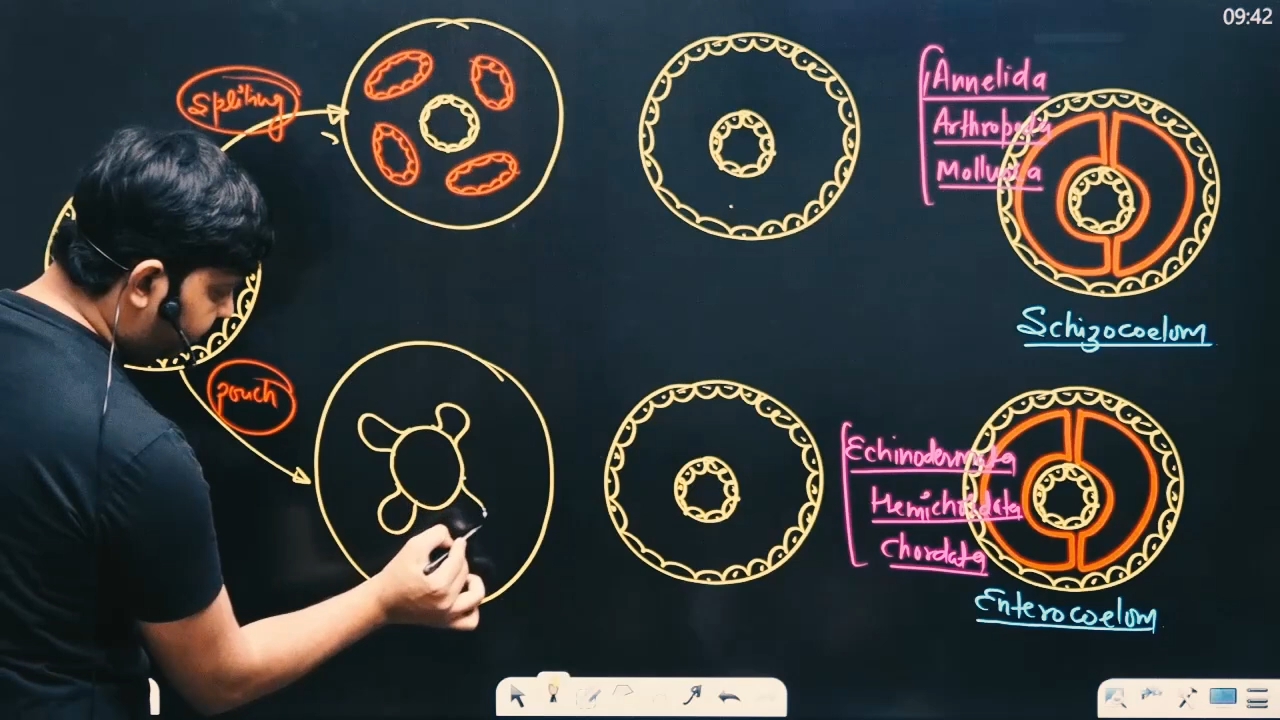 09:42
Spliting
Annelida
Arthropoda
Mollusca
Schizocoelom
pouch
Echinodermata
Hemichordata
Chordata
Enterocoelom